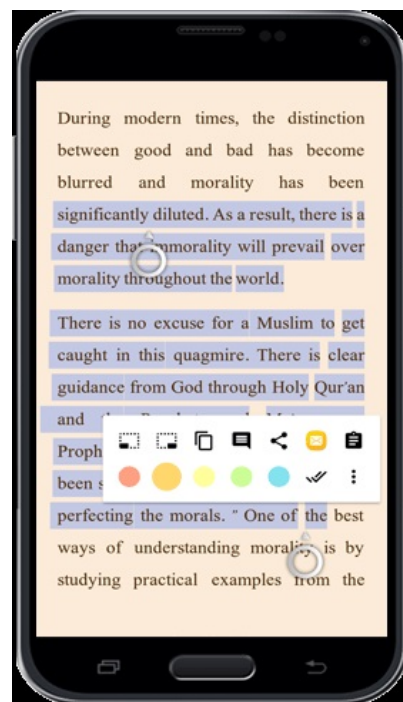 During modern times, the distinction
between good and bad has become
blurred and morality has been
significantly diluted. As a result, there is a
danger that immorality will prevail over
morality throughout the world.
There is no excuse for a Muslim to get
caught in this quagmire. There is clear
guidance from God through Holy Qur'an
and
Proph
been s
perfecting the morals. " One of the best
ways of understanding morality is by
studying practical examples from the